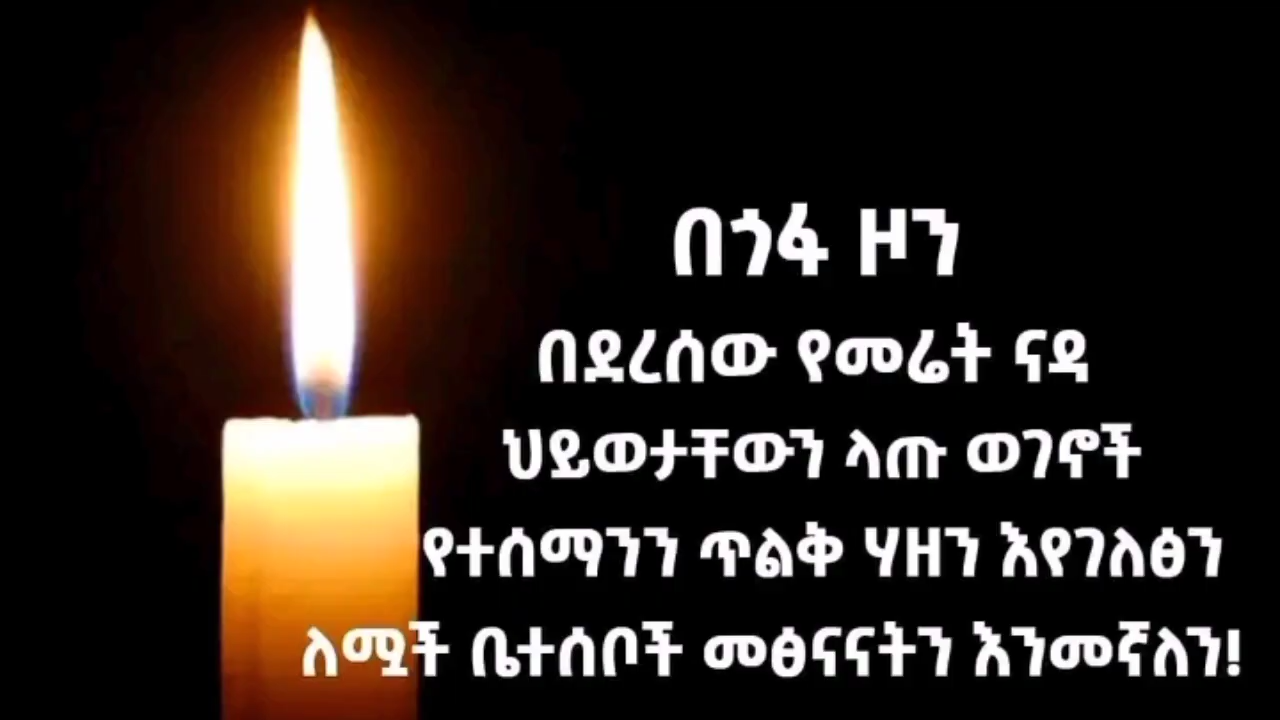 በጎፋ ዞን
በደረሰው የመሬት ናዳ
ህይወታቸውን ላጡ ወገኖች
የተሰማንን ጥልቅ ሃዘን እየገለፅን
ለሟች ቤተሰቦች መፅናናትን እንመኛለን!